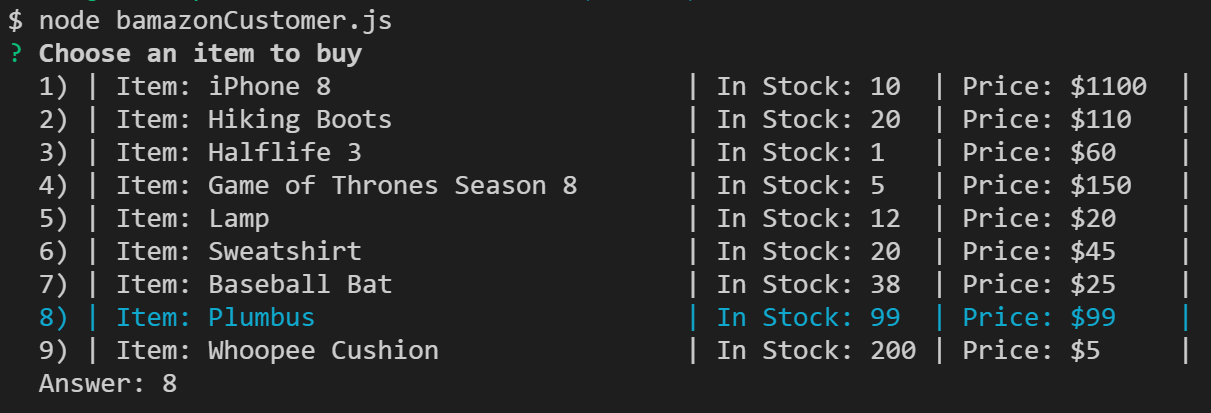 $ node bamazonCustomer.js
? Choose an item to buy
1) | Item: iPhone 8 | In Stock: 10 | Price: $1100 |
2) | Item: Hiking Boots | In Stock: 20 | Price: $110 |
3) | Item: Halflife 3 | In Stock: 1 | Price: $60 |
4) | Item: Game of Thrones Season 8 | In Stock: 5 | Price: $150 |
5) | Item: Lamp | In Stock: 12 | Price: $20 |
6) | Item: Sweatshirt | In Stock: 20 | Price: $45 |
7) | Item: Baseball Bat | In Stock: 38 | Price: $25 |
8) | Item: Plumbus | In Stock: 99 | Price: $99 |
9) | Item: Whoopee Cushion | In Stock: 200 | Price: $5 |
Answer: 8